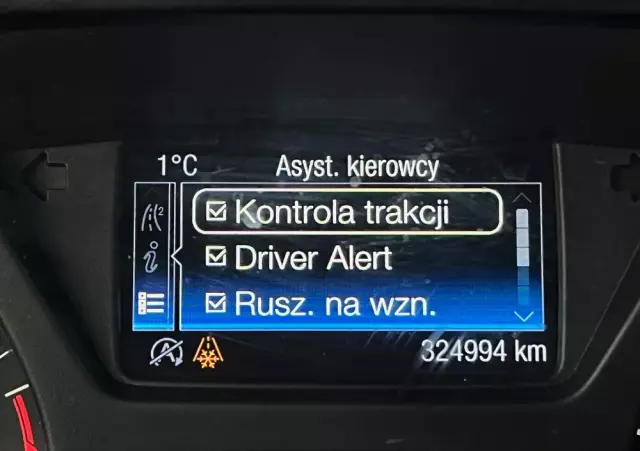 1°C Asyst. kierowcy
Kontrola trakcji
Driver Alert
Rusz. na wzn.
324994 km